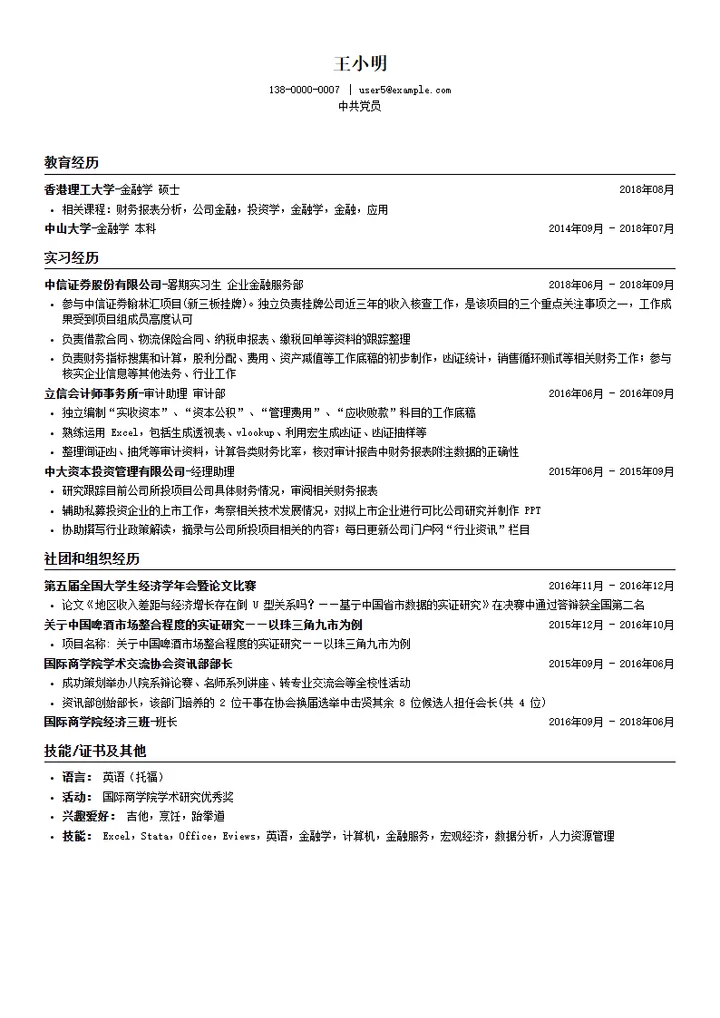 王小明
138-0000-0007 | user5@example.com
中共党员
教育经历
香港理工大学-金融学 硕士 2018年08月
• 相关课程: 财务报表分析, 公司金融, 投资学, 金融学, 金融, 应用
中山大学-金融学 本科 2014年09月 - 2018年07月
实习经历
中信证券股份有限公司-暑期实习生 企业金融服务部 2018年06月 - 2018年09月
• 参与中信证券翰林汇项目(新三板挂牌)。独立负责挂牌公司近三年的收入核查工作, 是该项目的三个重点关注事项之一, 工作成
果受到项目组成员高度认可
• 负责借款合同、物流保险合同、纳税申报表、缴税回单等资料的跟踪整理
• 负责财务指标搜集和计算, 股利分配、费用、资产减值等工作底稿的初步制作, 凶证统计, 销售循环测试等相关财务工作; 参与
核实企业信息等其他法务、行业工作
立信会计师事务所-审计助理 审计部 2016年06月 - 2016年09月
• 独立编制“实收资本”、“资本公积”、“管理费用”、“应收账款”科目的工作底稿
• 熟练运用 Excel, 包括生成透视表、vlookup、利用宏生成凶证、凶证抽样等
• 整理询证凶、抽凭等审计资料, 计算各类财务比率, 核对审计报告中财务报表附注数据的正确性
中大资本投资管理有限公司-经理助理 2015年06月 - 2015年09月
• 研究跟踪目前公司所投项目公司具体财务情况, 审阅相关财务报表
• 辅助私募投资企业的上市工作, 考察相关技术发展情况, 对拟上市企业进行可比公司研究并制作 PPT
• 协助撰写行业政策解读, 摘录与公司所投项目相关的内容; 每日更新公司门户网“行业资讯”栏目
社团和组织经历
第五届全国大学生经济学年会暨论文比赛 2016年11月 - 2016年12月
• 论文《地区收入差距与经济增长存在倒 U 型关系吗? ——基于中国省市数据的实证研究》在决赛中通过答辩获全国第二名
关于中国啤酒市场整合程度的实证研究——以珠三角九市为例 2015年12月 - 2016年10月
• 项目名称: 关于中国啤酒市场整合程度的实证研究——以珠三角九市为例
国际商学院学术交流协会资讯部部长 2015年09月 - 2016年06月
• 成功策划举办八院系辩论赛、名师系列讲座、转专业交流会等全校性活动
• 资讯部创始部长, 该部门培养的 2 位干事在协会换届选举中击贤其余 8 位候选人担任会长(共 4 位)
国际商学院经济三班-班长 2016年09月 - 2018年06月
技能/证书及其他
• 语言: 英语(托福)
• 活动: 国际商学院学术研究优秀奖
• 兴趣爱好: 吉他, 烹饪, 跆拳道
• 技能: Excel, Stata, Office, Eviews, 英语, 金融学, 计算机, 金融服务, 宏观经济, 数据分析, 人力资源管理